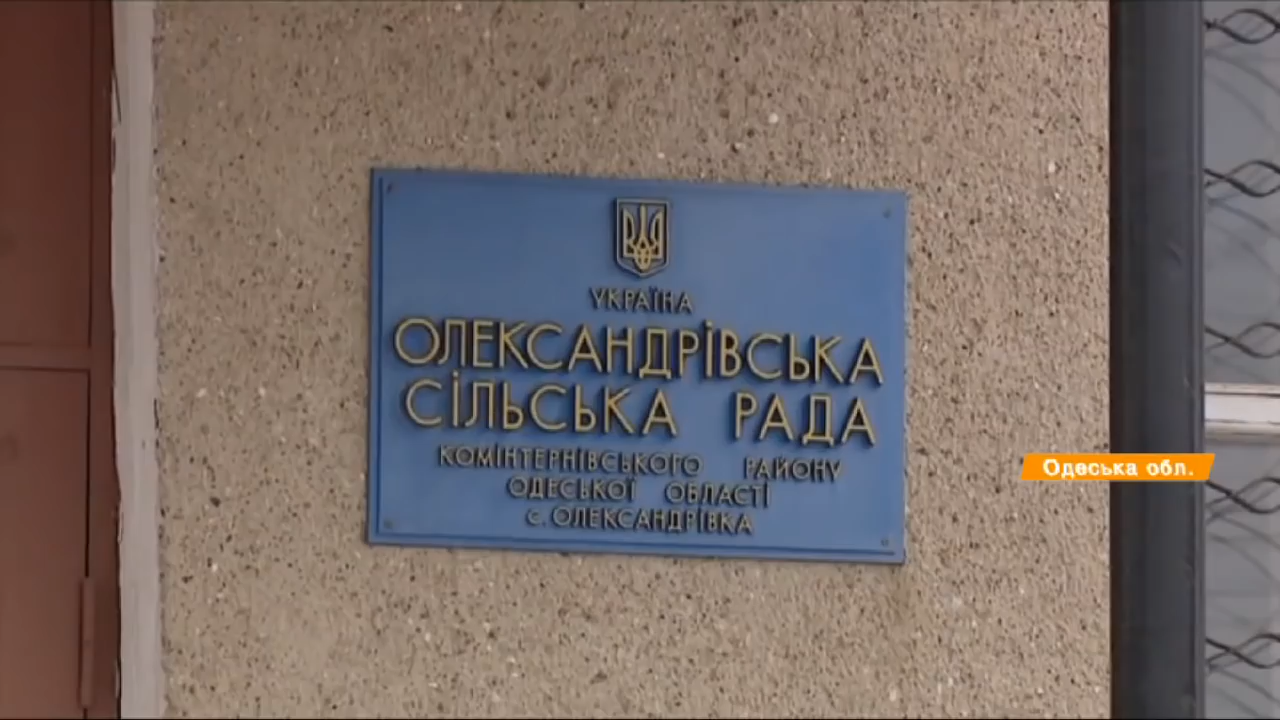 УКРАЇНА
ОЛЕКСАНДРІВСЬКА
СІЛЬСЬКА РАДА
КОМІНТЕРНІВСЬКОГО РАЙОНУ
ОДЕСЬКОЇ ОБЛАСТІ
с. ОЛЕКСАНДРІВКА
Одеська обл.